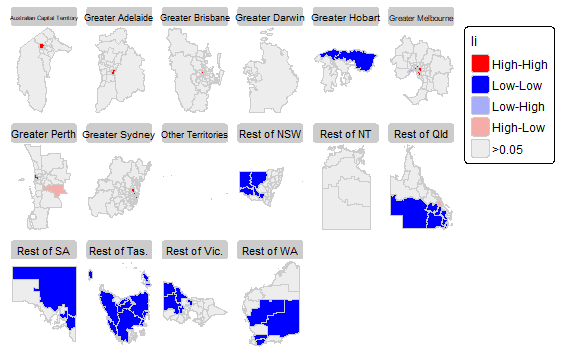 Australian Capital Territory
Greater Adelaide
Greater Brisbane
Greater Darwin
Greater Hobart
Greater Melbourne
Greater Perth
Greater Sydney
Other Territories
Rest of NSW
Rest of NT
Rest of Qld
Rest of SA
Rest of Tas.
Rest of Vic.
Rest of WA
Ii
High-High
Low-Low
Low-High
High-Low
>0.05